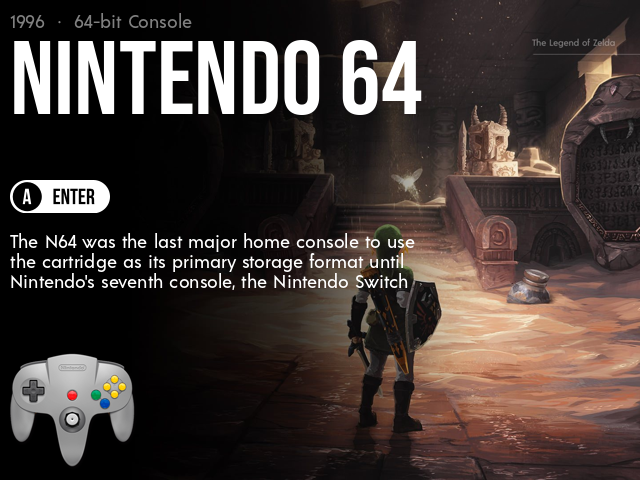 1996 · 64-bit Console
NINTENDO 64
The Legend of Zelda
A ENTER
The N64 was the last major home console to use
the cartridge as its primary storage format until
Nintendo's seventh console, the Nintendo Switch